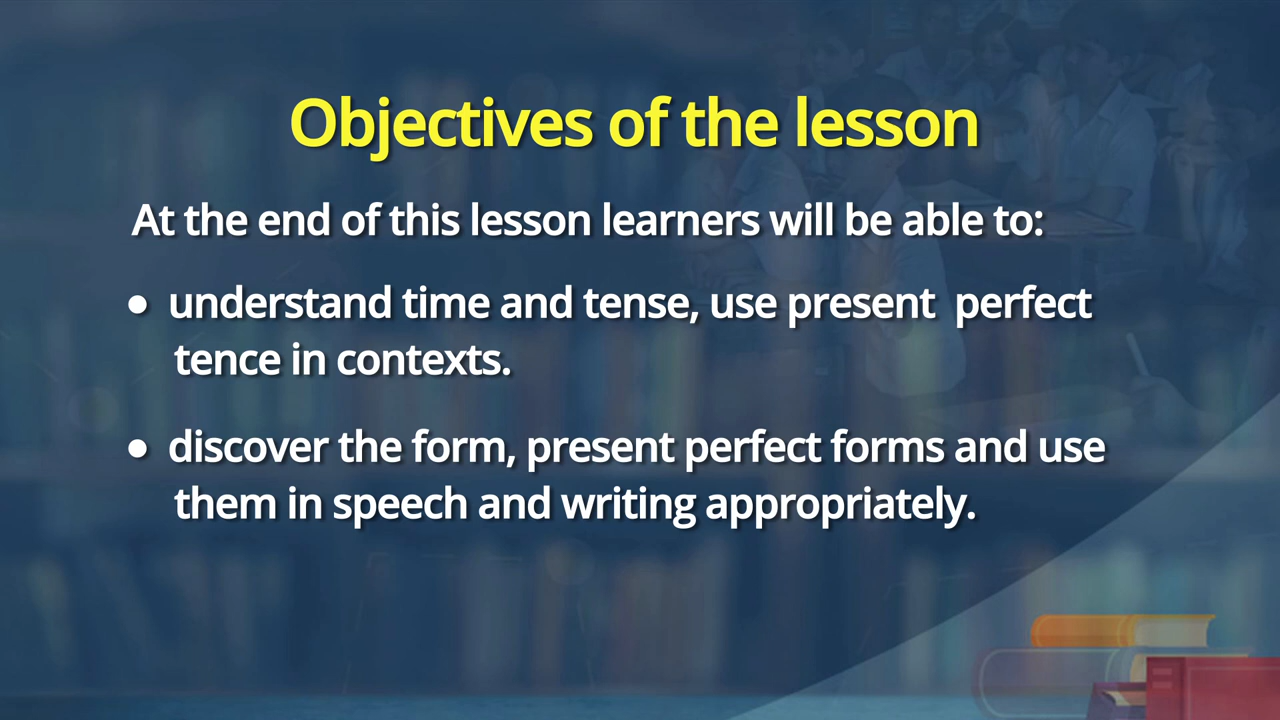 Objectives of the lesson
At the end of this lesson learners will be able to:
● understand time and tense, use present perfect
tence in contexts.
● discover the form, present perfect forms and use
them in speech and writing appropriately.